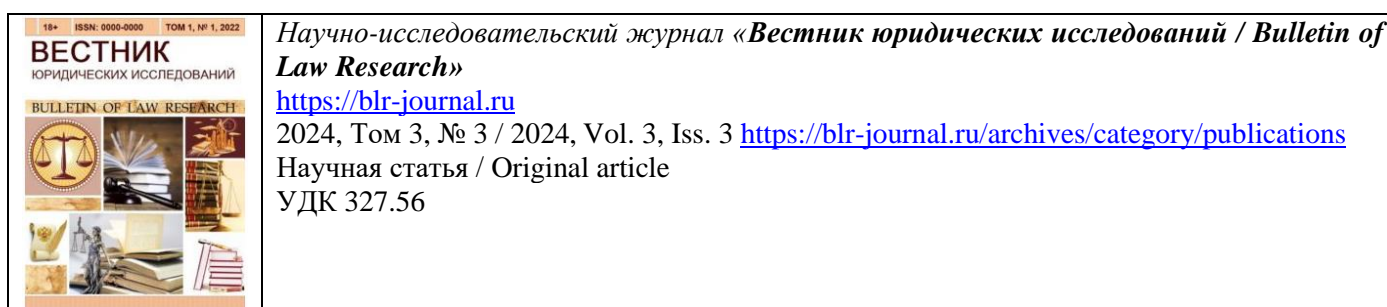 18+ ISSN: 0000-0000 ТОМ 1, № 1, 2022
ВЕСТНИК
ЮРИДИЧЕСКИХ ИССЛЕДОВАНИЙ
BULLETIN OF LAW RESEARCH
Научно-исследовательский журнал «Вестник юридических исследований / Bulletin of
Law Research»
https://blr-journal.ru
2024, Том 3, № 3 / 2024, Vol. 3, Iss. 3 https://blr-journal.ru/archives/category/publications
Научная статья / Original article
УДК 327.56